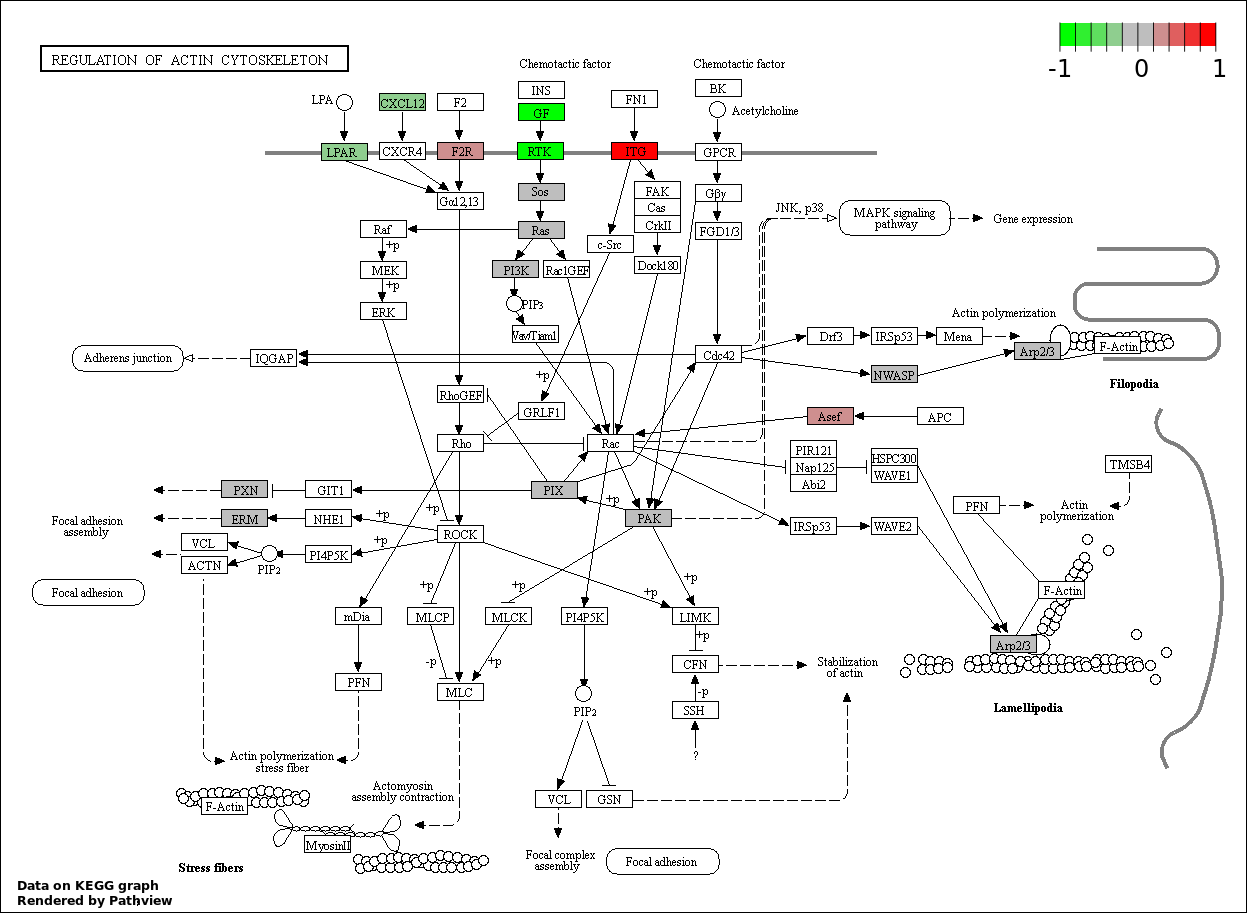 REGULATION OF ACTIN CYTOSKELETON
-1
0
1
Chemotactic factor
Chemotactic factor
LPA
CXCL12
F2
INS
GF
FN1
BK
Acetylcholine
LPAR
CXCR4
F2R
RTK
ITG
GPCR
Gα12,13
Sos
FAK
Cas
CrkII
Gβγ
JNK, p38
MAPK signaling
pathway
Gene expression
Raf
+p
Ras
c-Src
FGD1/3
MEK
+p
PI3K
Rac1GEF
Dock180
ERK
PIP3
Vav/Tiam1
Actin polymerization
Drf3
IRSp53
Mena
Arp2/3
F-Actin
Adherens junction
IQGAP
Cdc42
NWASP
Filopodia
+p
RhoGEF
GRLF1
Asef
APC
Rho
Rac
PIR121
Nap125
Abi2
HSPC300
WAVE1
TMSB4
PXN
GIT1
PIX
+p
PFN
Actin
polymerization
Focal adhesion
assembly
ERM
NHE1
+p
+p
PAK
IRSp53
WAVE2
VCL
ACTN
PIP2
PI4P5K
+p
ROCK
Focal adhesion
+p
+p
+p
+p
F-Actin
mDia
MLCP
MLCK
PI4P5K
LIMK
+p
Arp2/3
-p
+p
CFN
Stabilization
of actin
PFN
MLC
-p
SSH
PIP2
?
Lamellipodia
Actin polymerization
stress fiber
Actomyosin
assembly contraction
F-Actin
VCL
GSN
MyosinII
Stress fibers
Focal complex
assembly
Focal adhesion
Data on KEGG graph
Rendered by Pathview